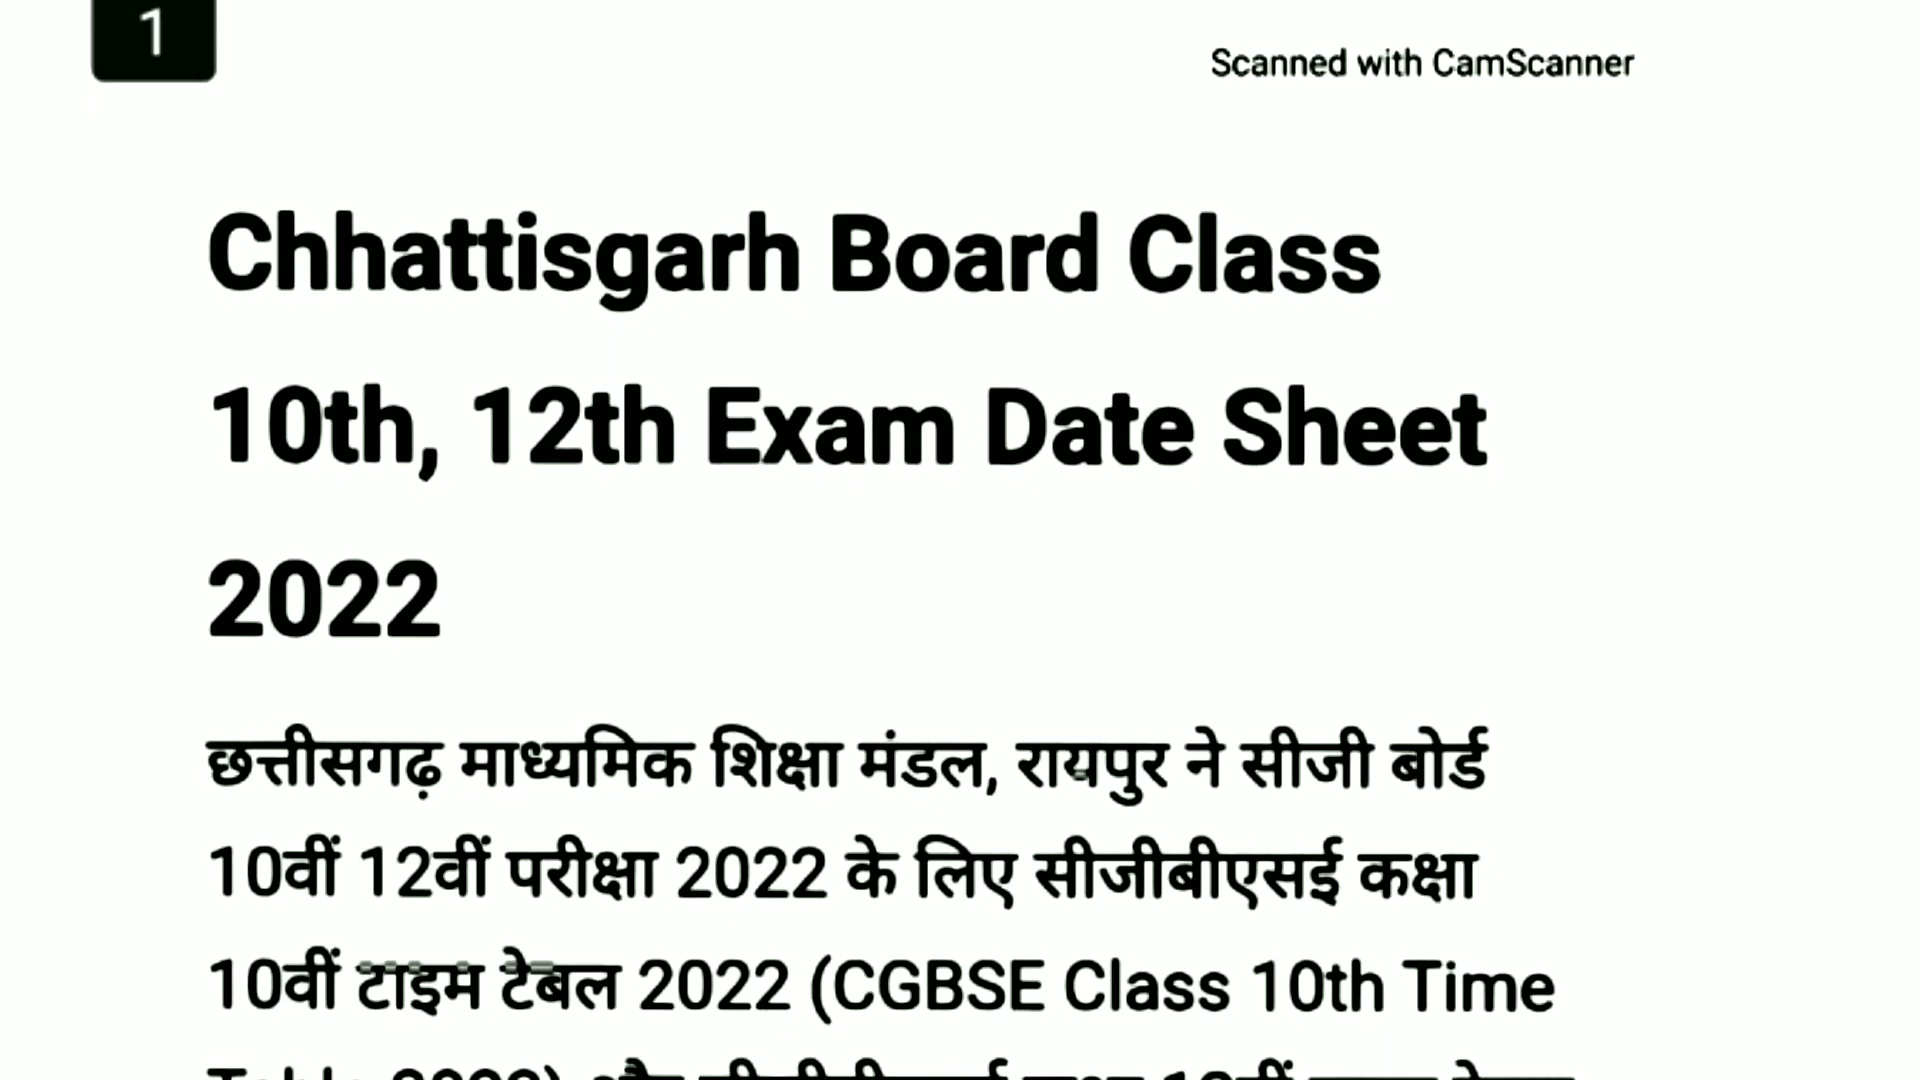 1
Scanned with CamScanner
Chhattisgarh Board Class
10th, 12th Exam Date Sheet
2022
छत्तीसगढ़ माध्यमिक शिक्षा मंडल, रायपुर ने सीजी बोर्ड
10वीं 12वीं परीक्षा 2022 के लिए सीजीबीएसई कक्षा
10वीं टाइम टेबल 2022 (CGBSE Class 10th Time